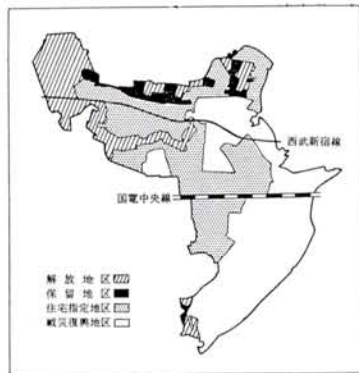 西武新宿線
国電中央線
解放地区
保留地区
住宅指定地区
戦災復興地区